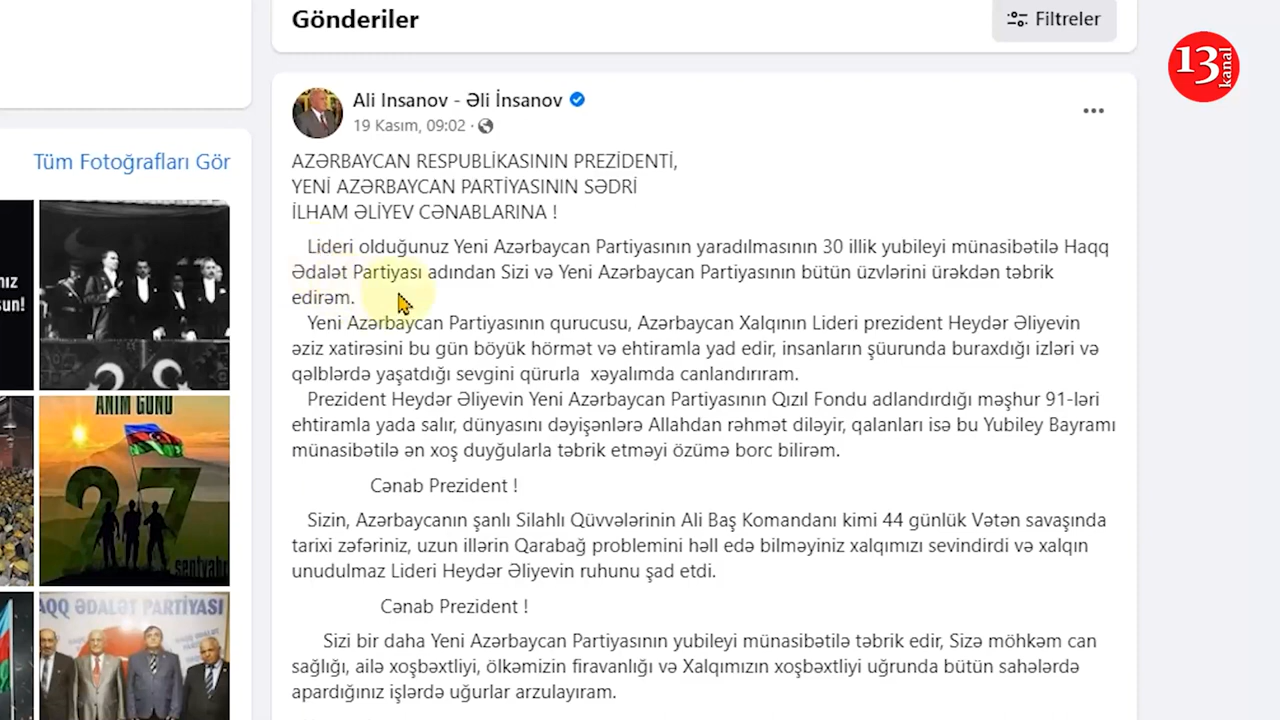 Gönderiler
Filtreler
13
kanal
Ali Insanov - Əli İnsanov
19 Kasım, 09:02 ·
Tüm Fotoğrafları Gör
AZƏRBAYCAN RESPUBLİKASININ PREZİDENTİ,
YENİ AZƏRBAYCAN PARTİYASININ SƏDRİ
İLHAM ƏLİYEV CƏNABLARINA !
Lideri olduğunuz Yeni Azərbaycan Partiyasının yaradılmasının 30 illik yubileyi münasibətilə Haqq
Ədalət Partiyası adından Sizi və Yeni Azərbaycan Partiyasının bütün üzvlərini ürəkdən təbrik
edirəm.
Yeni Azərbaycan Partiyasının qurucusu, Azərbaycan Xalqının Lideri prezident Heydər Əliyevin
əziz xatirəsini bu gün böyük hörmət və ehtiramla yad edir, insanların şüurunda buraxdığı izləri və
qəlblərdə yaşatdığı sevgini qürurla xəyalımda canlandırıram.
Prezident Heydər Əliyevin Yeni Azərbaycan Partiyasının Qızıl Fondu adlandırdığı məşhur 91-ləri
ehtiramla yada salır, dünyasını dəyişənlərə Allahdan rəhmət diləyir, qalanları isə bu Yubiley Bayramı
münasibətilə ən xoş duyğularla təbrik etməyi özümə borc bilirəm.
Cənab Prezident !
Sizin, Azərbaycanın şanlı Silahlı Qüvvələrinin Ali Baş Komandanı kimi 44 günlük Vətən savaşında
tarixi zəfəriniz, uzun illərin Qarabağ problemini həll edə bilməyiniz xalqımızı sevindirdi və xalqın
unudulmaz Lideri Heydər Əliyevin ruhunu şad etdi.
Cənab Prezident !
Sizi bir daha Yeni Azərbaycan Partiyasının yubileyi münasibətilə təbrik edir, Sizə möhkəm can
sağlığı, ailə xoşbəxtliyi, ölkəmizin firavanlığı və Xalqımızın xoşbəxtliyi uğrunda bütün sahələrdə
apardığınız işlərdə uğurlar arzulayıram.
ANIM GÜNÜ
27
AQQ ƏDALƏT PARTİYASI